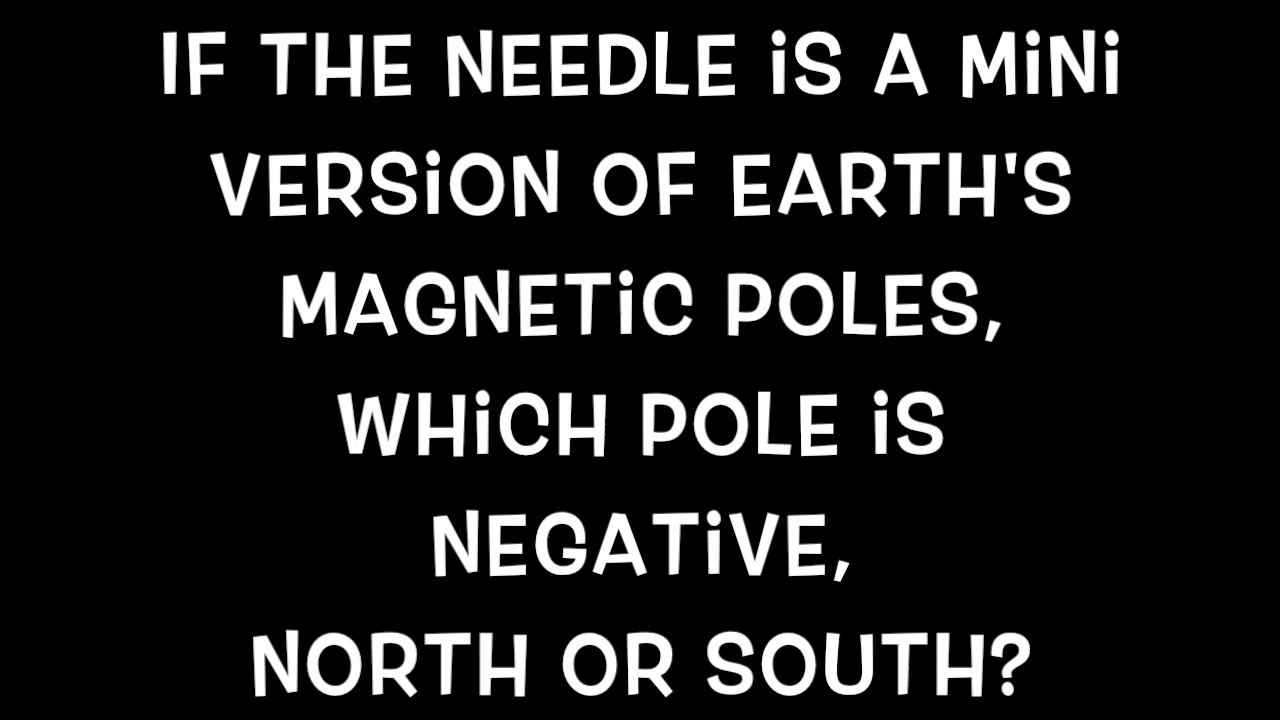 IF THE NEEDLE iS A MiNi
VERSiON OF EARTH'S
MAGNETiC POLES,
WHiCH POLE iS
NEGATiVE,
NORTH OR SOUTH?